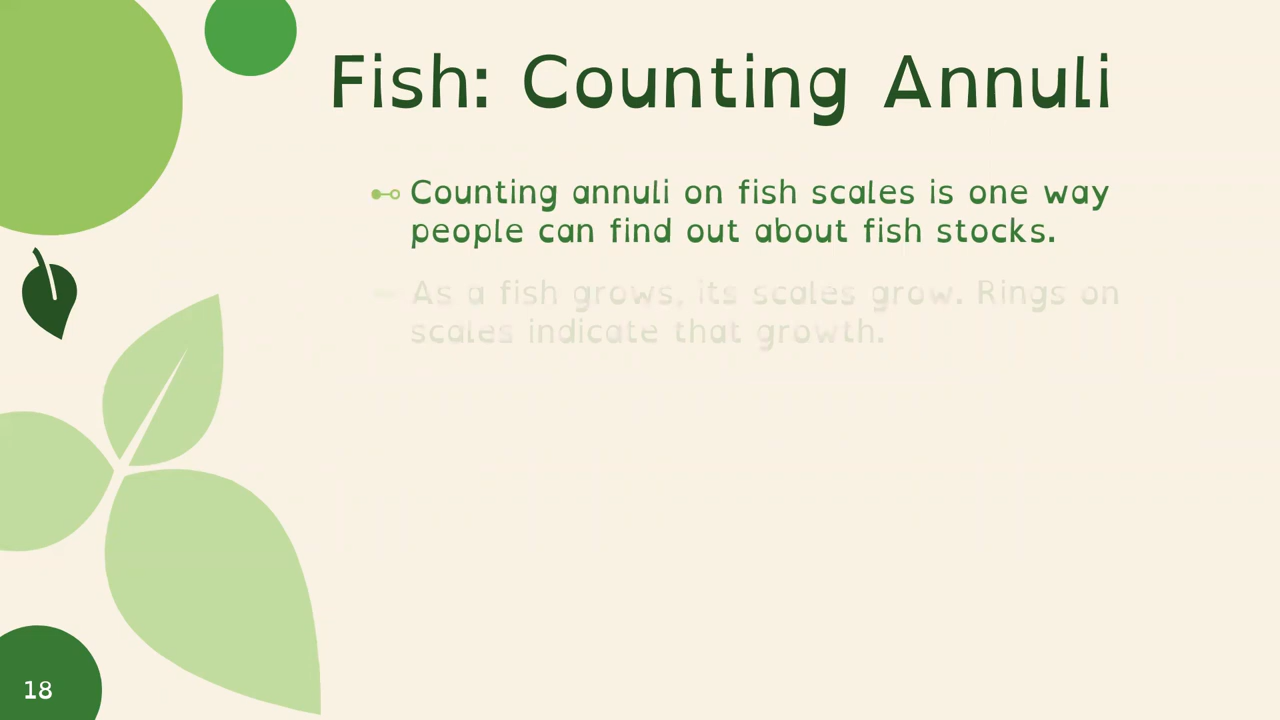 Fish: Counting Annuli
Counting annuli on fish scales is one way
people can find out about fish stocks.
As a fish grows, its scales grow. Rings on
scales indicate that growth.
18